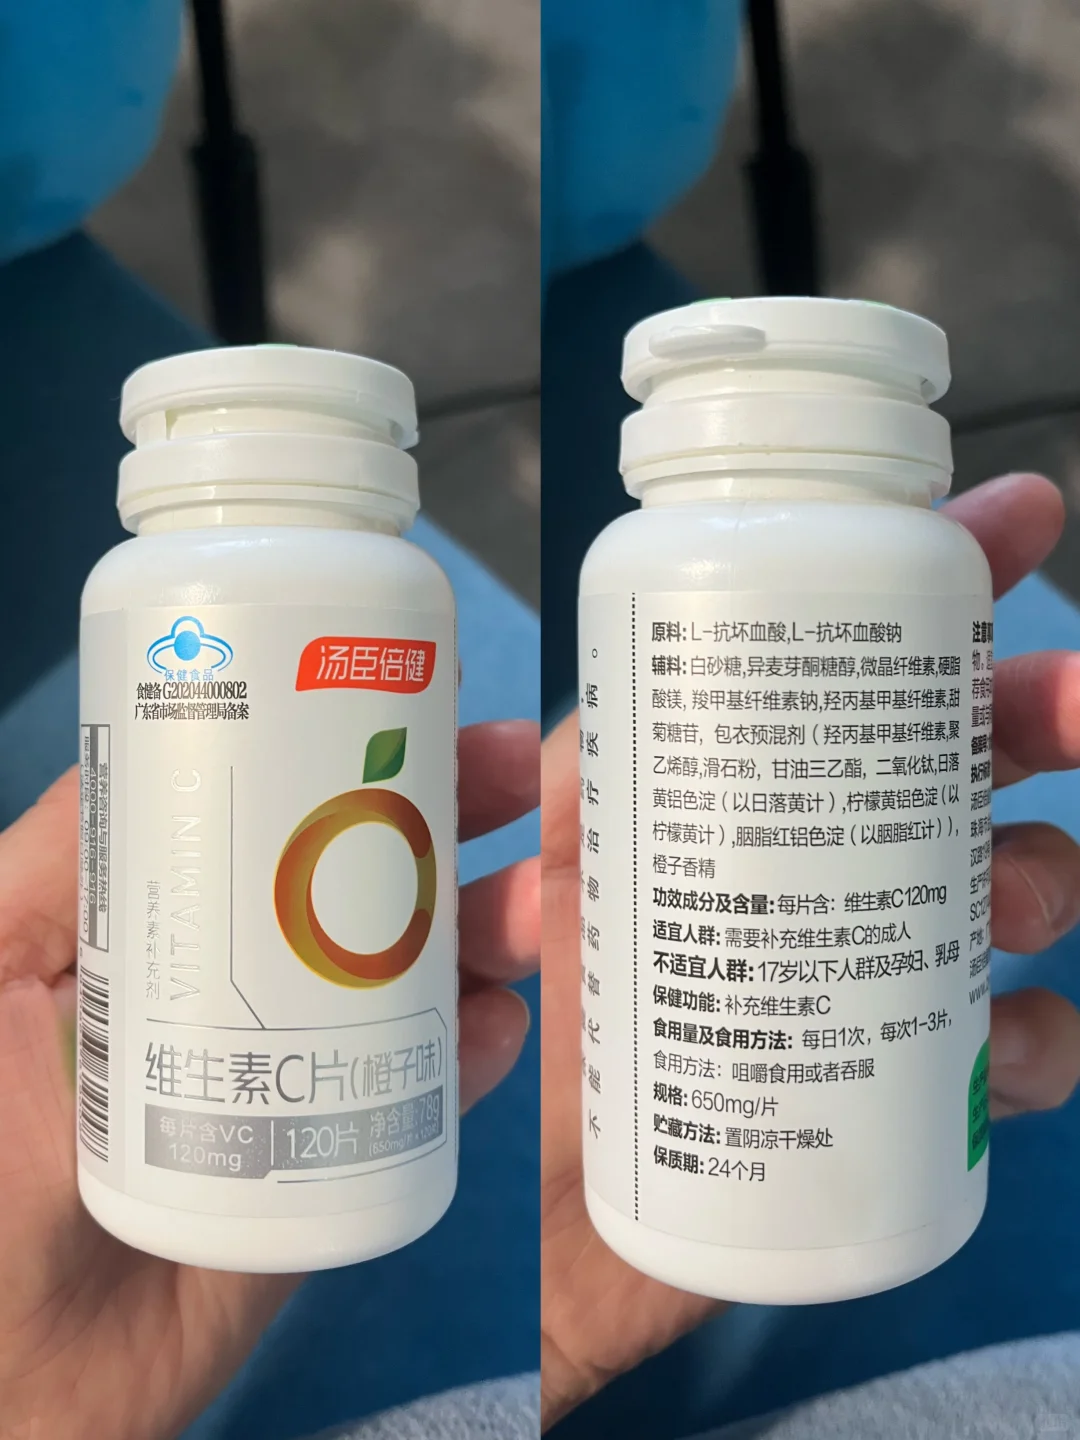 保健食品
食健备G202044000802
广东省市场监督管理局备案
汤臣倍健
VITAMIN C
营养素补充剂
营养咨询与服务热线
4000-916-916
维生素C片(橙子味)
每片含VC
120mg
120片
净含量:78g
原料:L-抗坏血酸,L-抗坏血酸钠
辅料:白砂糖,异麦芽酮糖醇,微晶纤维素,硬脂
酸镁,羧甲基纤维素钠,羟丙基甲基纤维素,甜
菊糖苷,包衣预混剂(羟丙基甲基纤维素,聚
乙烯醇,滑石粉,甘油三乙酯,二氧化钛,日落
黄铝色淀(以日落黄计),柠檬黄铝色淀(以
柠檬黄计),胭脂红铝色淀(以胭脂红计)),
橙子香精
功效成分及含量:每片含:维生素C120mg
适宜人群:需要补充维生素C的成人
不适宜人群:17岁以下人群及孕妇、乳母
保健功能:补充维生素C
食用量及食用方法:每日1次,每次1-3片,
食用方法:咀嚼食用或者吞服
规格:650mg/片
贮藏方法:置阴凉干燥处
保质期:24个月